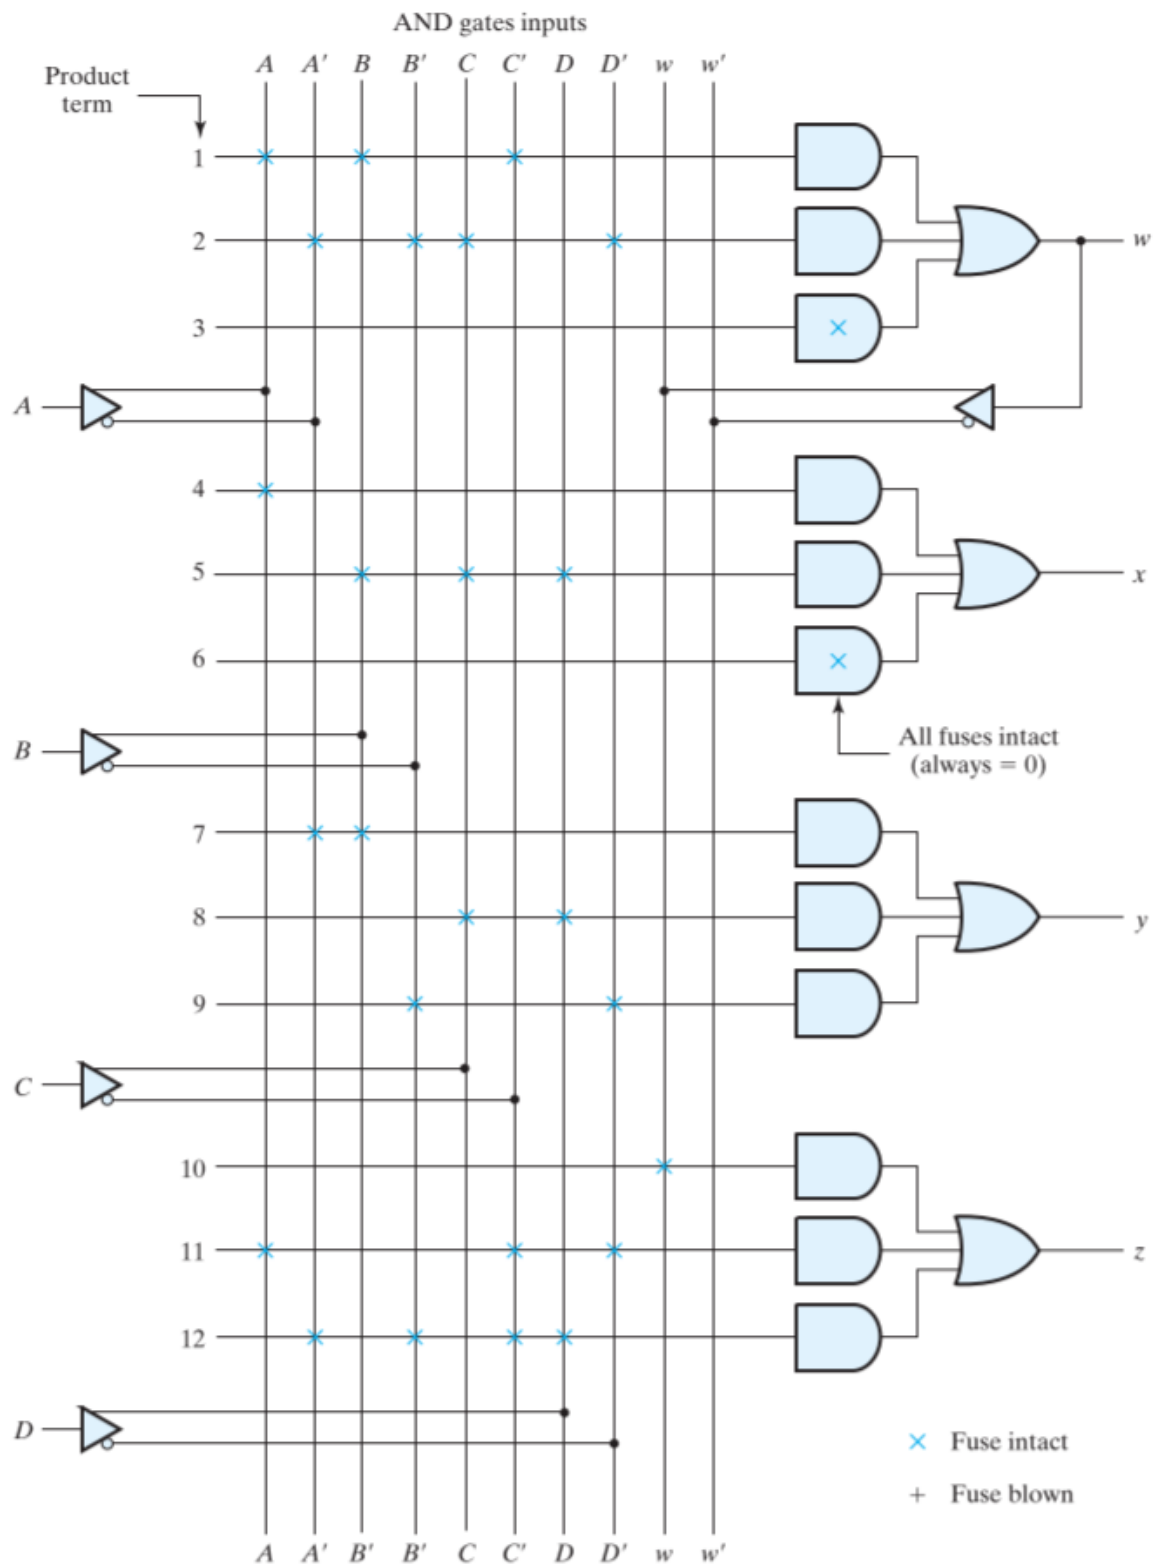 AND gates inputs
A A′ B B′ C C′ D D′ w w′
Product
term
1
2
w
3
A
4
5
x
6
All fuses intact
(always = 0)
B
7
8
y
9
C
10
11
z
12
D
× Fuse intact
+ Fuse blown
A A′ B′ B′ C C′ D D′ w w′